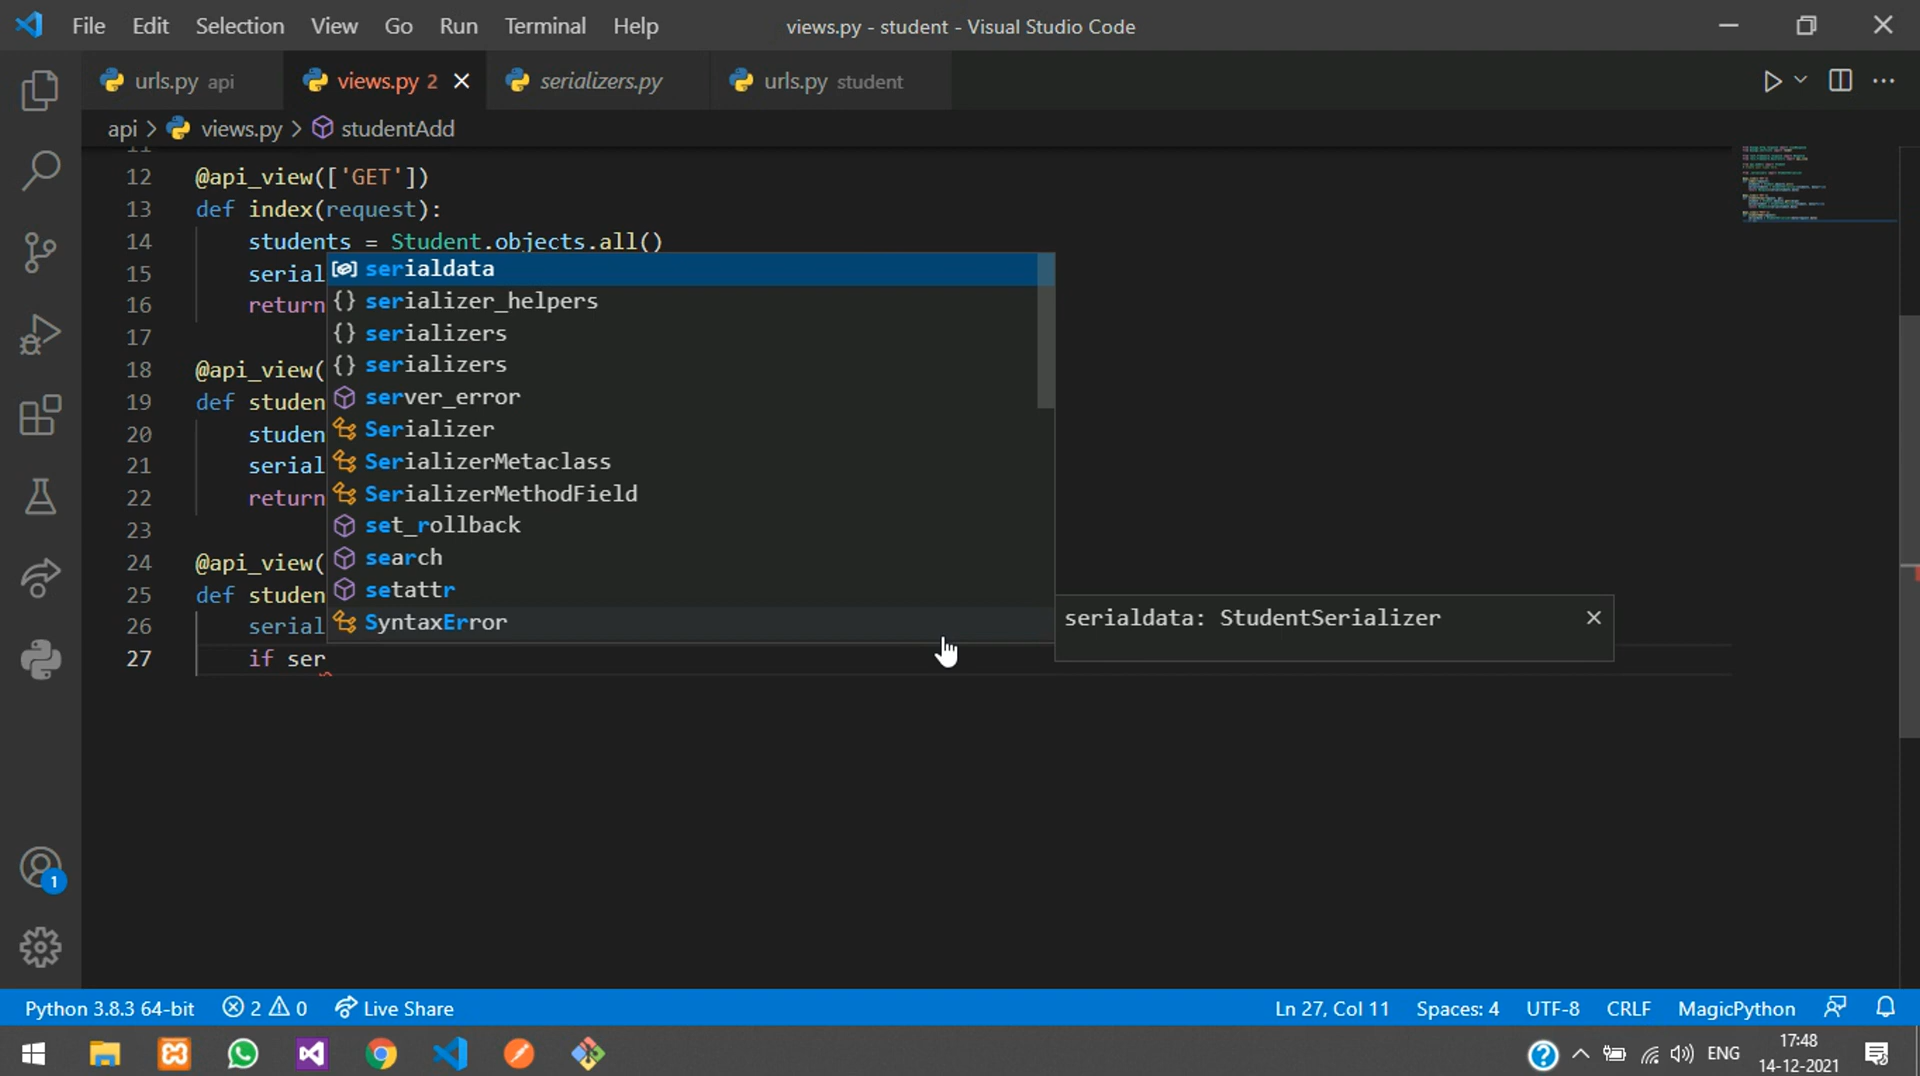 File Edit Selection View Go Run Terminal Help
views.py - student - Visual Studio Code
urls.py api
views.py 2
serializers.py
urls.py student
api > views.py > studentAdd
11
12 @api_view(['GET'])
13 def index(request):
14 students = Student.objects.all()
15 serial
16 return
17
18 @api_view(
19 def studen
20 studen
21 serial
22 return
23
24 @api_view(
25 def studen
26 serial
27 if ser
serialdata
serializer_helpers
serializers
serializers
server_error
Serializer
SerializerMetaclass
SerializerMethodField
set_rollback
search
setattr
SyntaxError
serialdata: StudentSerializer
1
Python 3.8.3 64-bit 2 0 Live Share
Ln 27, Col 11 Spaces: 4 UTF-8 CRLF MagicPython
ENG
17:48
14-12-2021